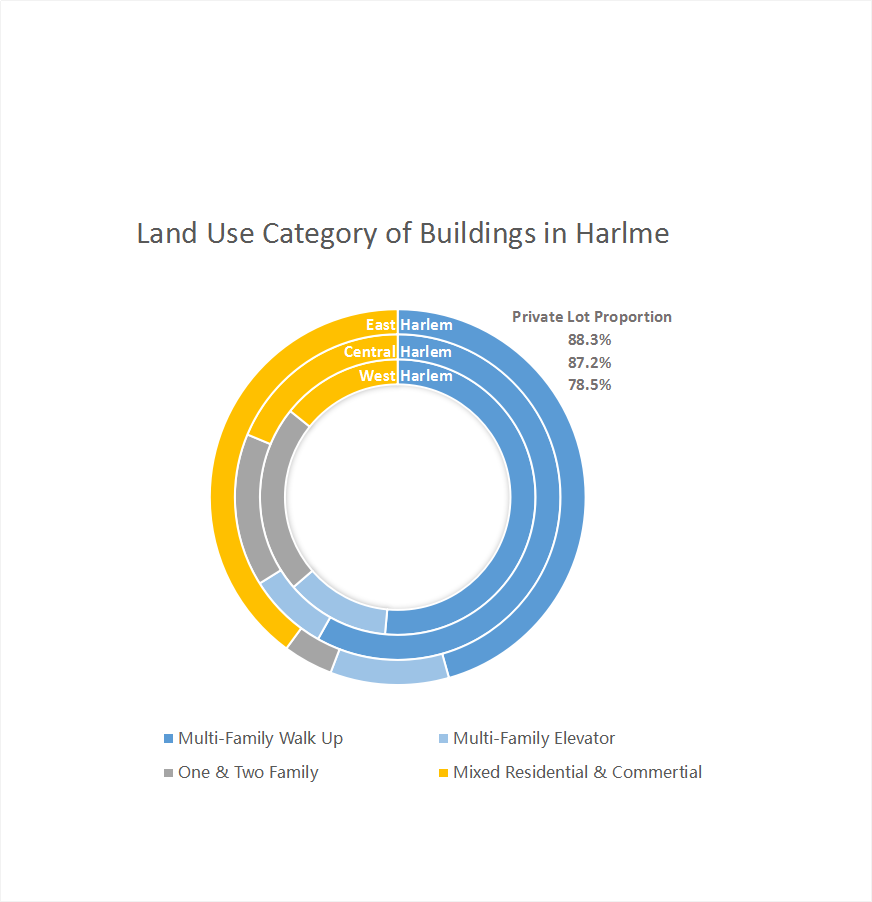 Land Use Category of Buildings in Harlme
Private Lot Proportion
East Harlem
88.3%
Central Harlem
87.2%
West Harlem
78.5%
Multi-Family Walk Up
Multi-Family Elevator
One & Two Family
Mixed Residential & Commertial